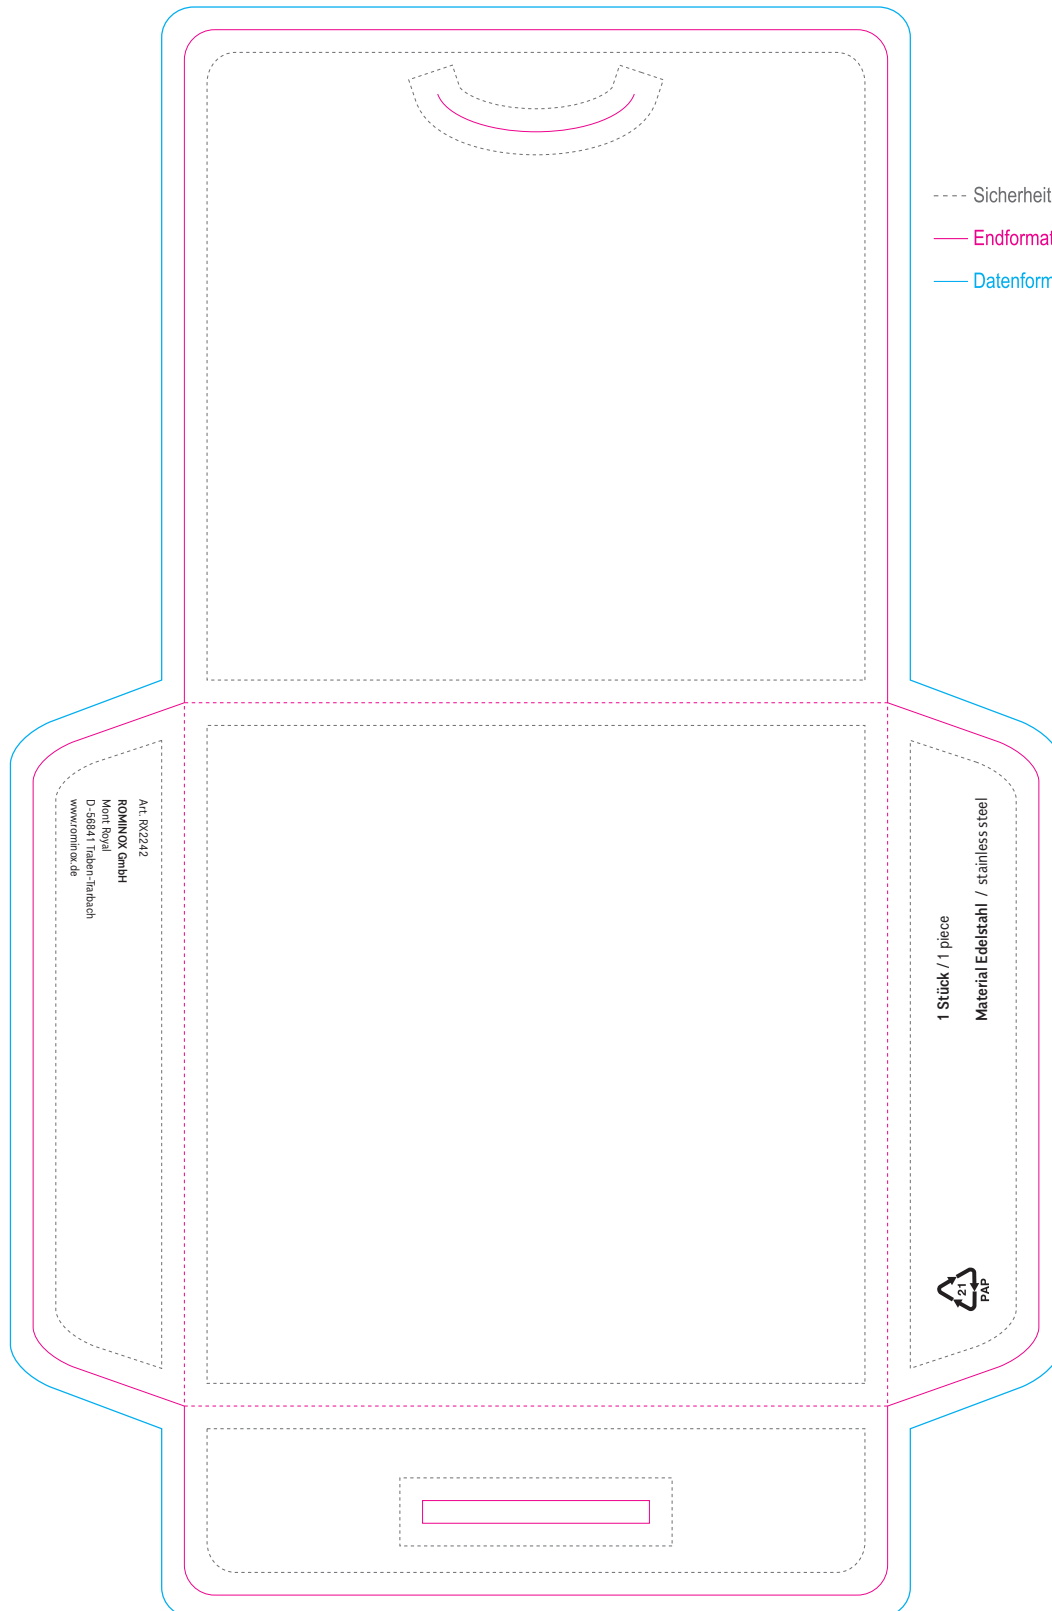 Sicherheit
Endformat
Datenform
Art. RX2242
ROMINOX GmbH
Mont Royal
D-56841 Traben-Trarbach
www.rominox.de
1 Stück / 1 piece
Material Edelstahl / stainless steel
21
PAP